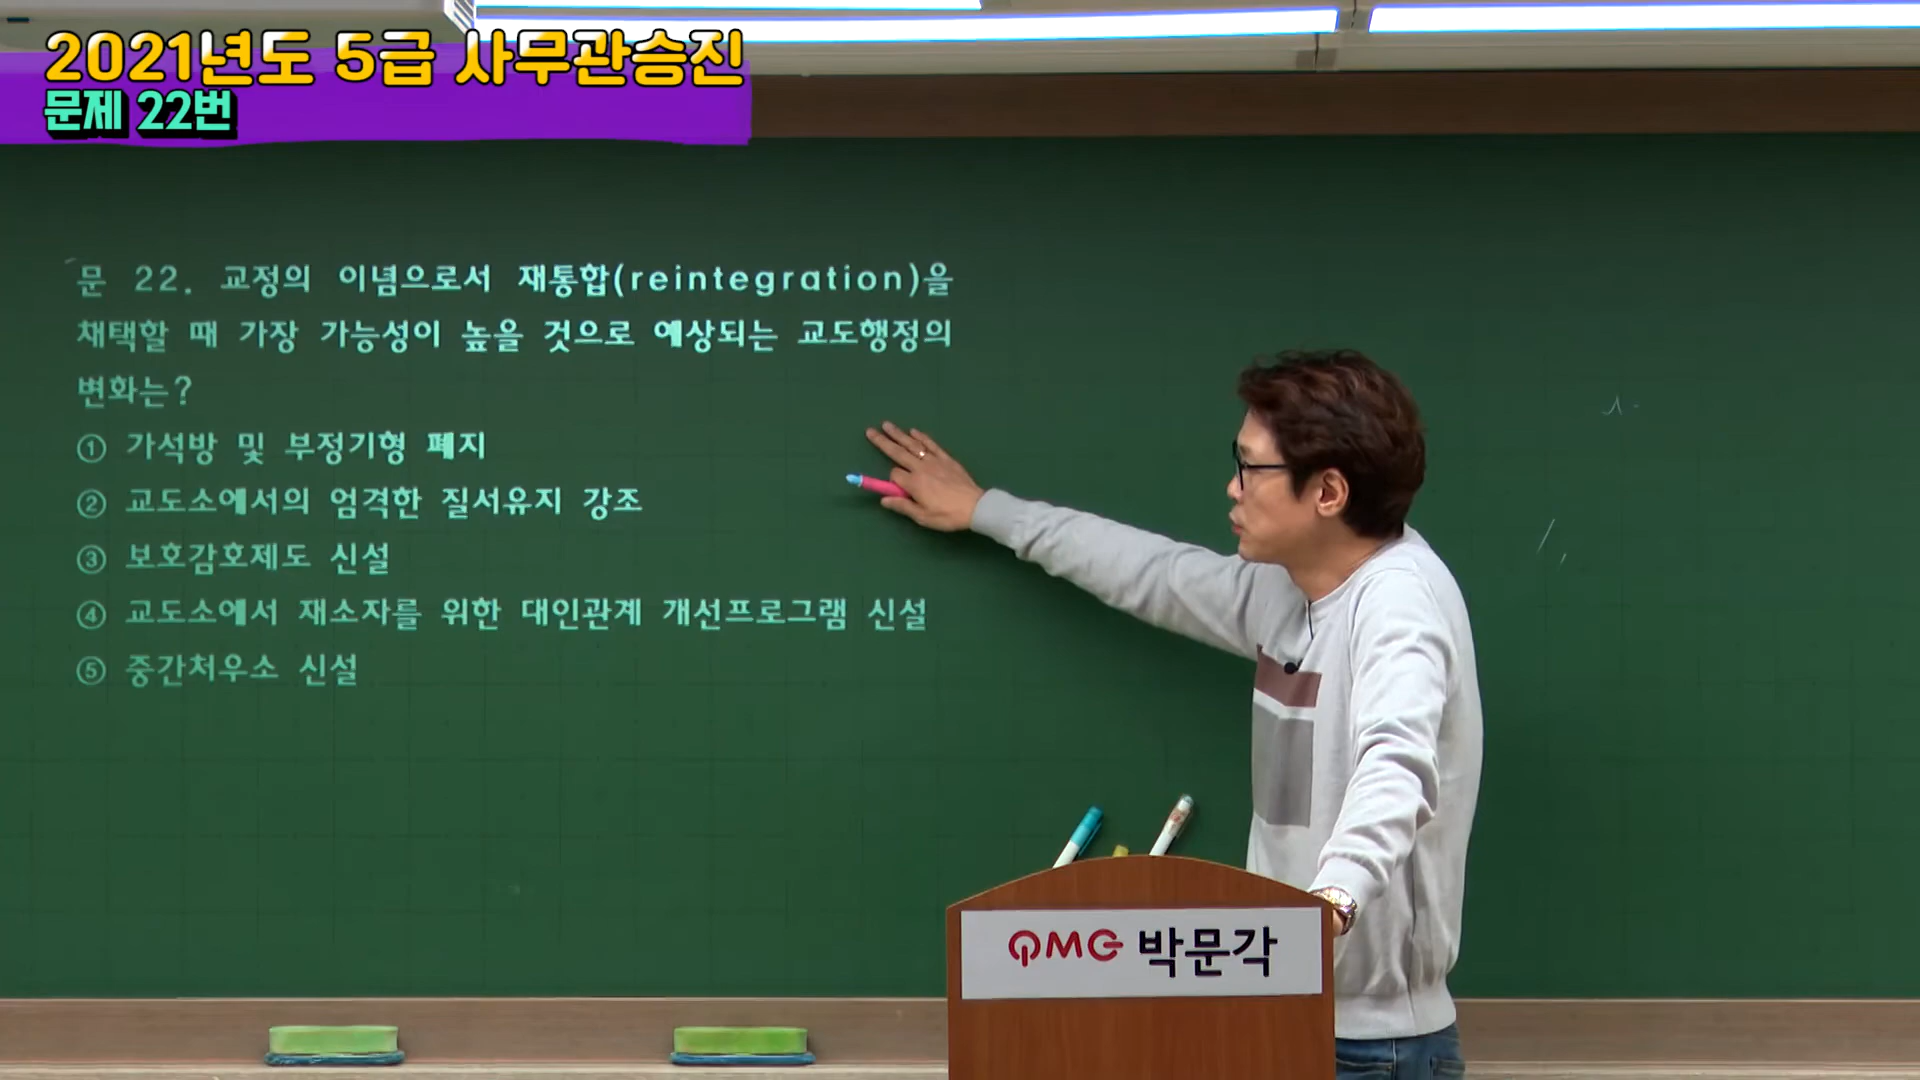 2021년도 5급 사무관승진
문제 22번
문 22. 교정의 이념으로서 재통합(reintegration)을
채택할 때 가장 가능성이 높을 것으로 예상되는 교도행정의
변화는?
① 가석방 및 부정기형 폐지
② 교도소에서의 엄격한 질서유지 강조
③ 보호감호제도 신설
④ 교도소에서 재소자를 위한 대인관계 개선프로그램 신설
⑤ 중간처우소 신설
PMG 박문각